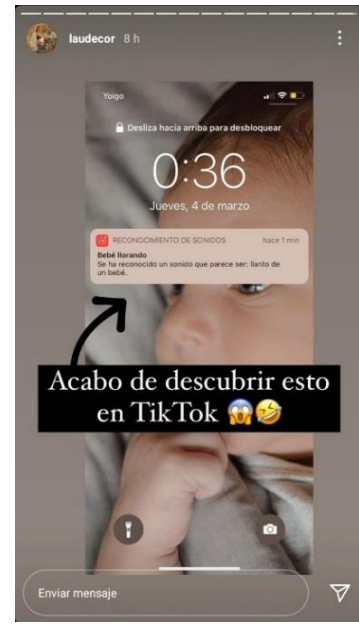 laudecor 8 h
Yoigo
Desliza hacia arriba para desbloquear
0:36
Jueves, 4 de marzo
RECONOCIMIENTO DE SONIDOS hace 1 min
Bebé llorando
Se ha reconocido un sonido que parece ser: llanto de
un bebé.
Acabo de descubrir esto
en TikTok 😱🤣
Enviar mensaje